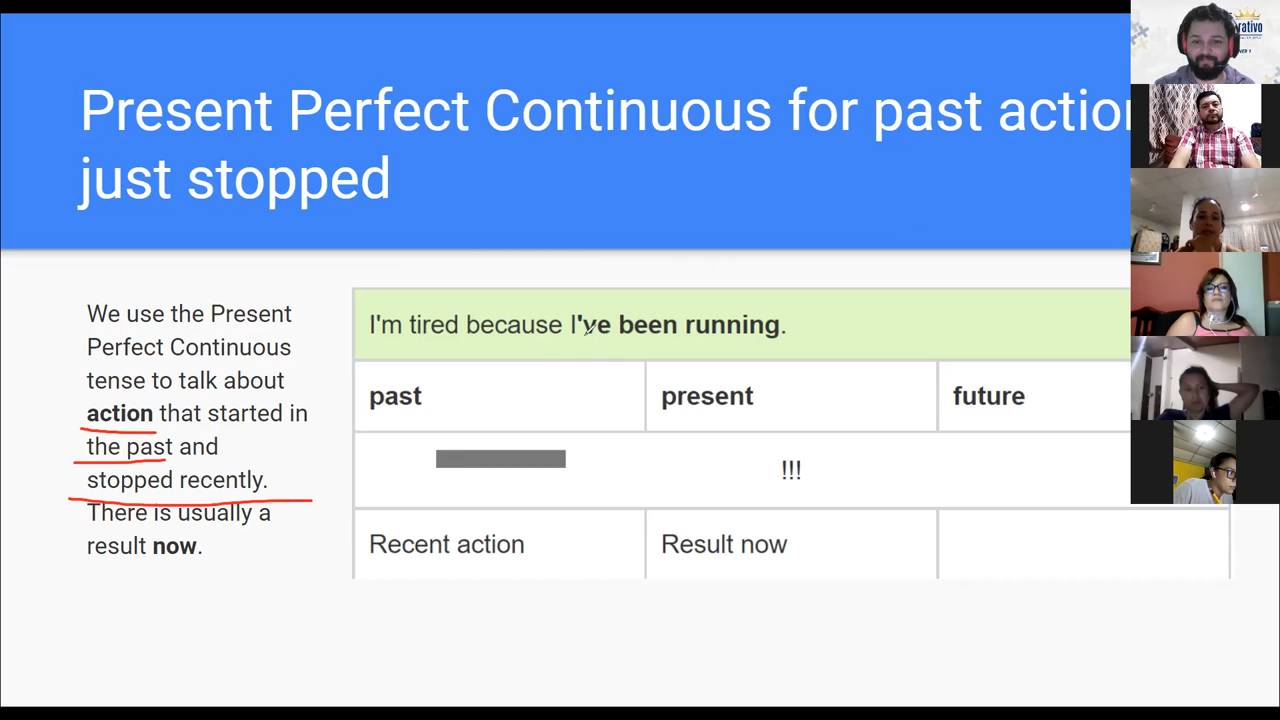 Present Perfect Continuous for past action
just stopped
We use the Present
Perfect Continuous
tense to talk about
action that started in
the past and
stopped recently.
There is usually a
result now.
I'm tired because I've been running.
past
present
future
!!!
Recent action
Result now